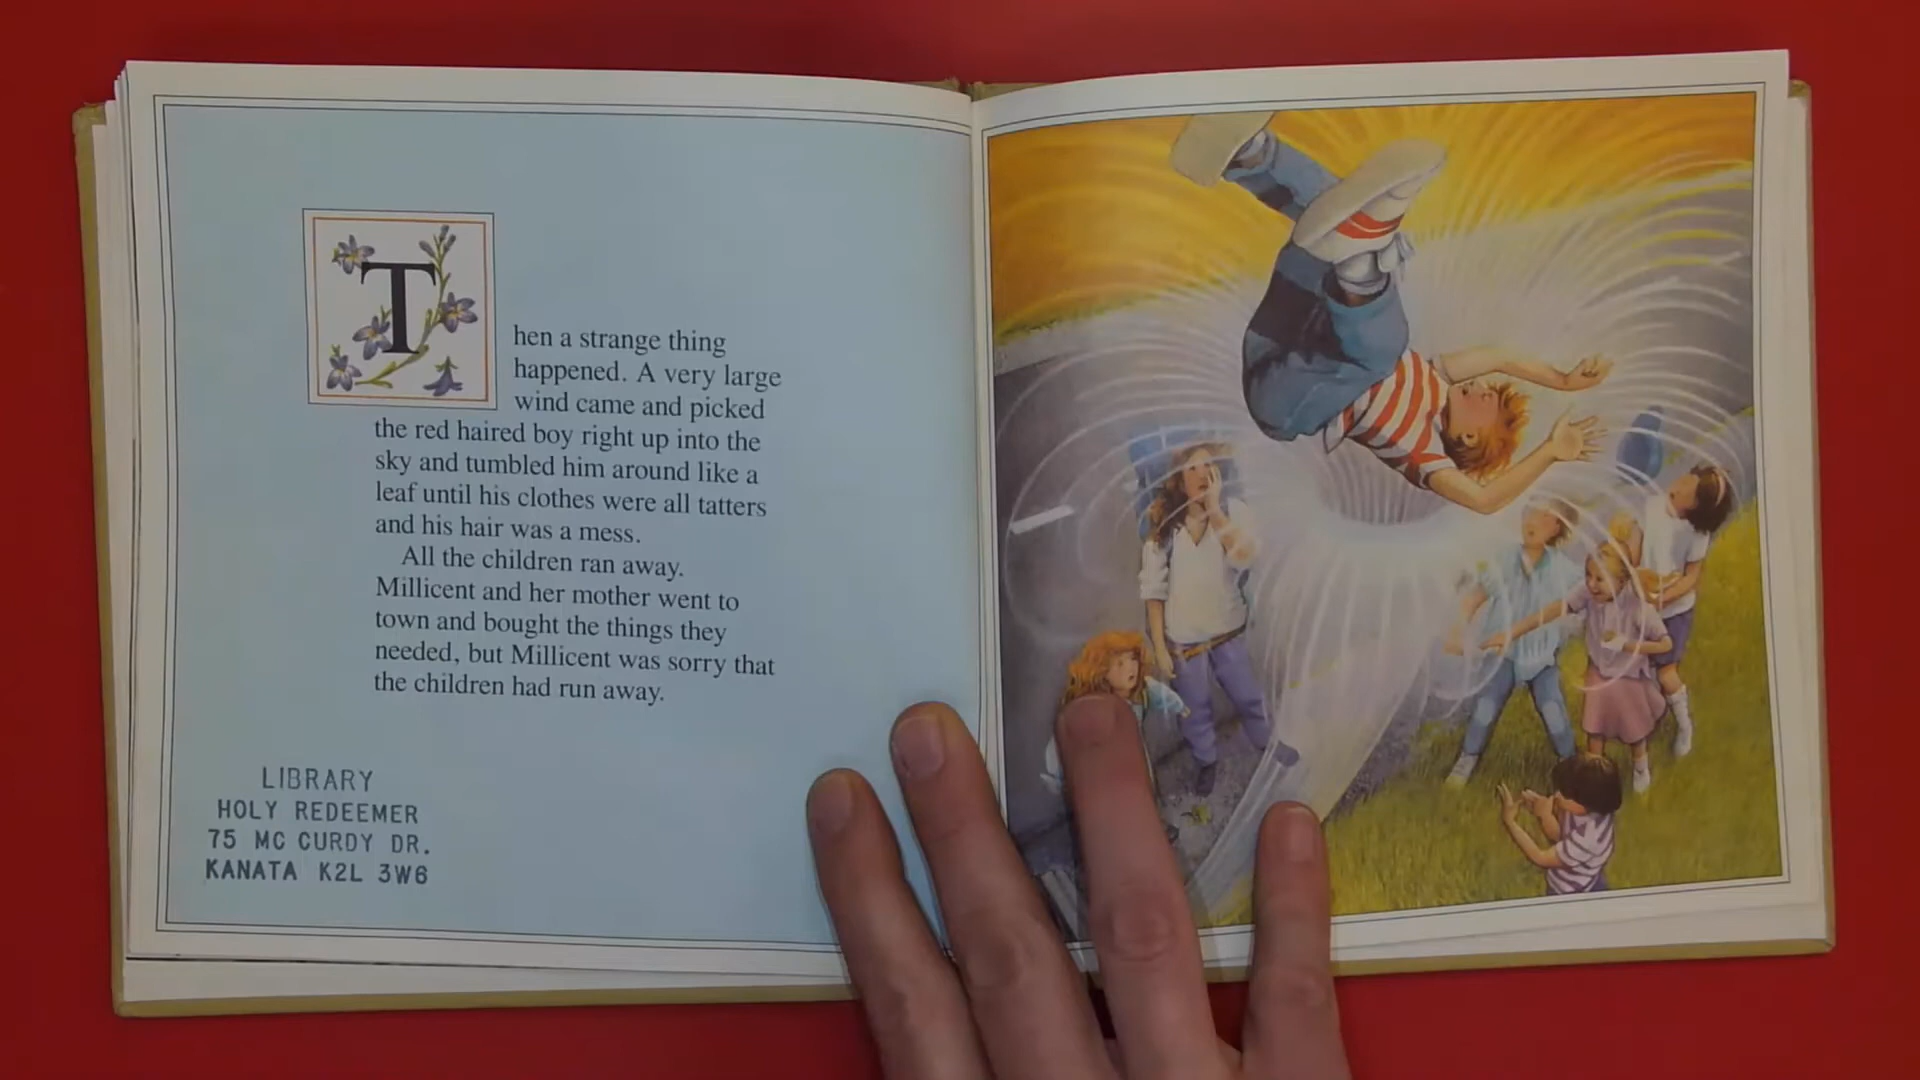 Then a strange thing
happened. A very large
wind came and picked
the red haired boy right up into the
sky and tumbled him around like a
leaf until his clothes were all tatters
and his hair was a mess.
All the children ran away.
Millicent and her mother went to
town and bought the things they
needed, but Millicent was sorry that
the children had run away.
LIBRARY
HOLY REDEEMER
75 MC CURDY DR.
KANATA K2L 3W6